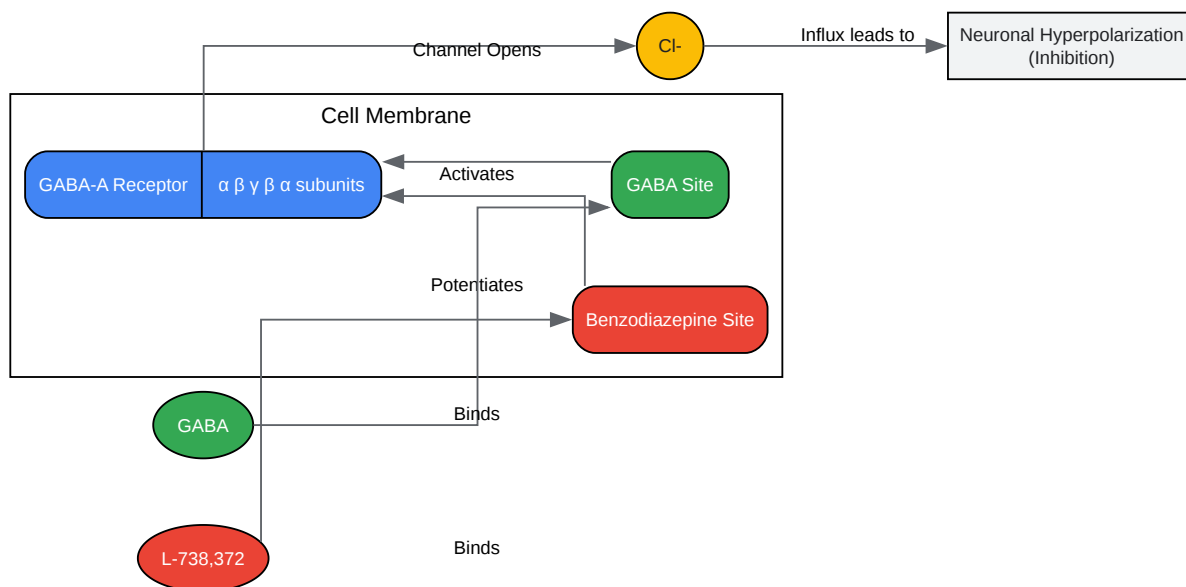 Channel Opens
Cl-
Influx leads to
Neuronal Hyperpolarization
(Inhibition)
Cell Membrane
GABA-A Receptor
α β γ β α subunits
Activates
GABA Site
Potentiates
Benzodiazepine Site
GABA
Binds
L-738,372
Binds